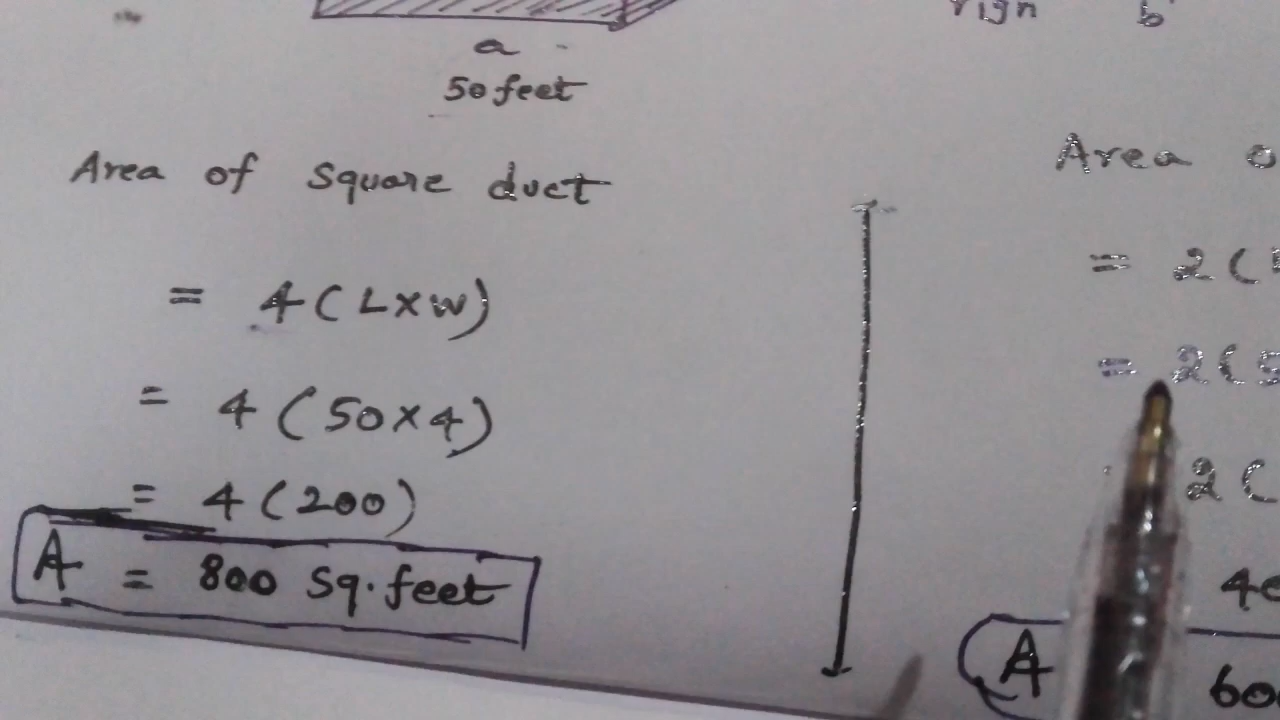 a
50 feet
Area of Square duct
= 4 ( L X W )
= 4 ( 50 X 4 )
= 4 ( 200 )
A = 800 Sq. feet
b
Area
= 2 (
= 2 ( 5
2 (
A